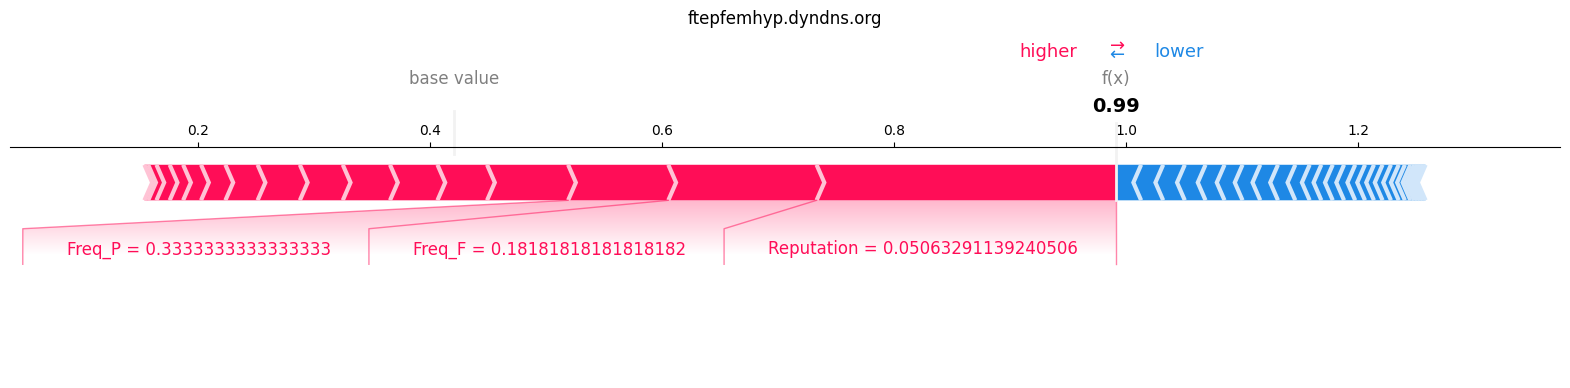 ftepfemhyp.dyndns.org
higher ⇄ lower
base value f(x)
0.99
0.2 0.4 0.6 0.8 1.0 1.2
Freq_P = 0.3333333333333333 Freq_F = 0.18181818181818182 Reputation = 0.05063291139240506